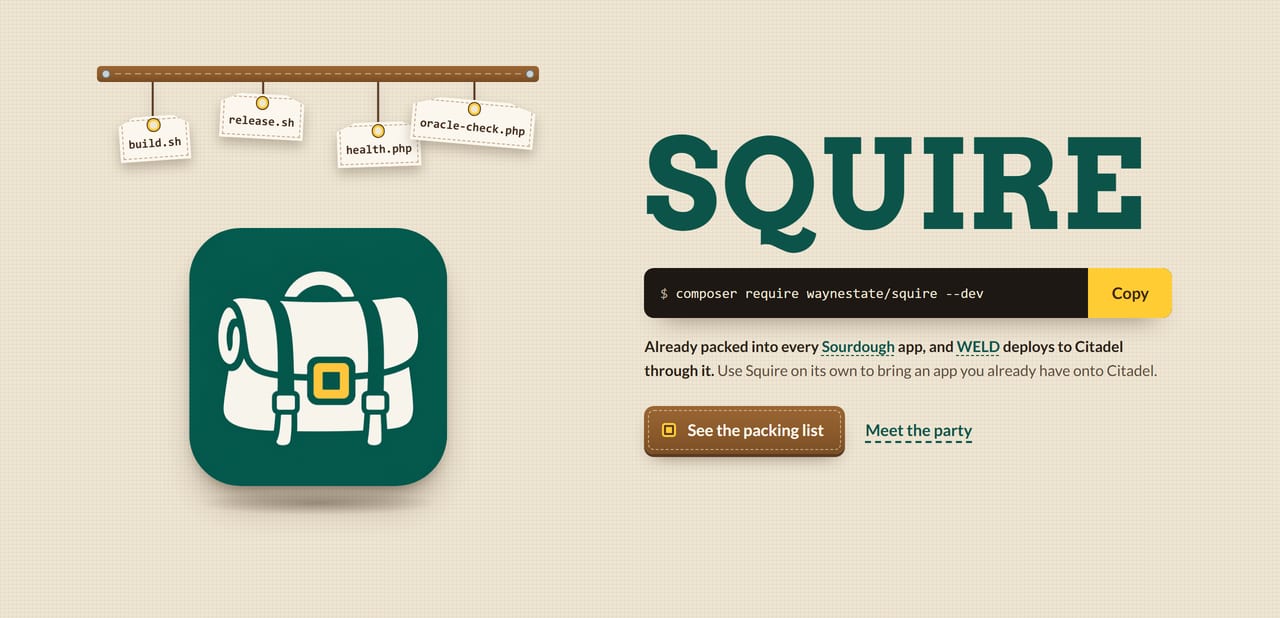 build.sh
release.sh
health.php
oracle-check.php
SQUIRE
$ composer require waynestate/squire --dev
Copy
Already packed into every Sourdough app, and WELD deploys to Citadel
through it. Use Squire on its own to bring an app you already have onto Citadel.
See the packing list
Meet the party